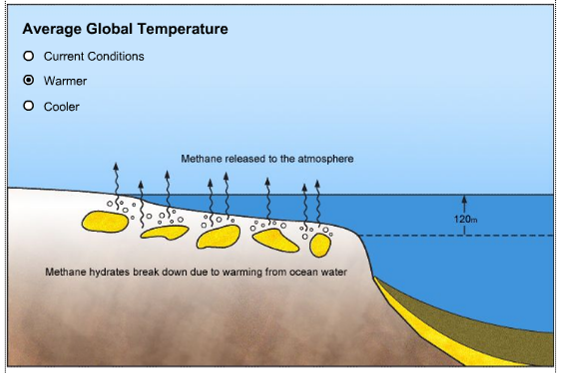 Average Global Temperature
Current Conditions
Warmer
Cooler
Methane released to the atmosphere
120m
Methane hydrates break down due to warming from ocean water